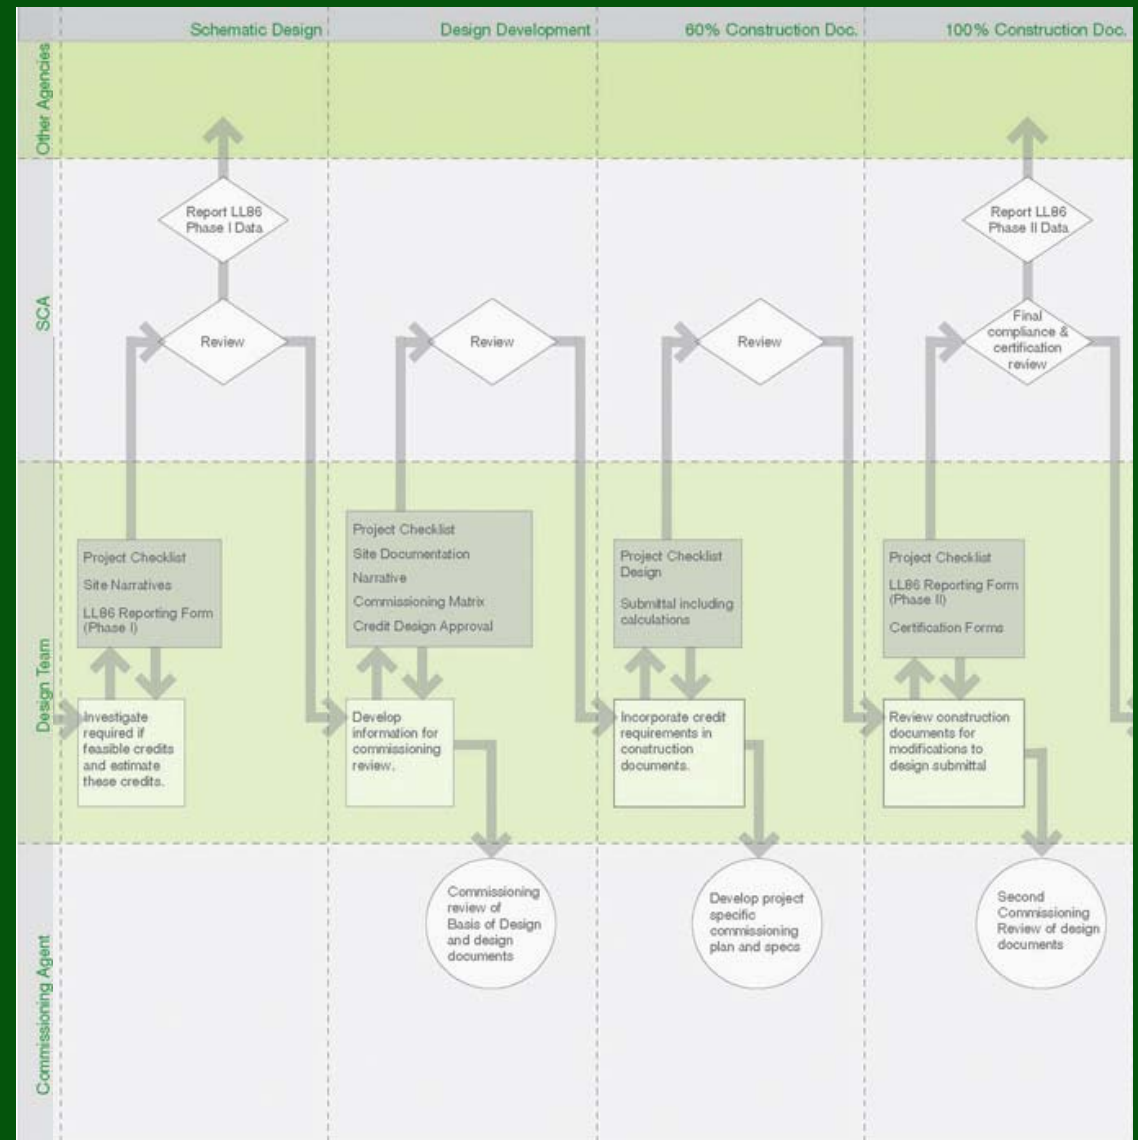 Schematic Design
Design Development
60% Construction Doc.
100% Construction Doc.
Other Agencies
SCA
Report LL86
Phase I Data
Report LL86
Phase II Data
Review
Review
Review
Final
compliance &
certification
review
Design Team
Project Checklist
Site Narratives
LL86 Reporting Form
(Phase I)
Project Checklist
Site Documentation
Narrative
Commissioning Matrix
Credit Design Approval
Project Checklist
Design
Submittal including
calculations
Project Checklist
LL86 Reporting Form
(Phase II)
Certification Forms
Investigate
required if
feasible credits
and estimate
these credits.
Develop
information for
commissioning
review.
Incorporate credit
requirements in
construction
documents.
Review construction
documents for
modifications to
design submittal
Commissioning Agent
Commissioning
review of
Basis of Design
and design
documents
Develop project
specific
commissioning
plan and specs
Second
Commissioning
Review of design
documents